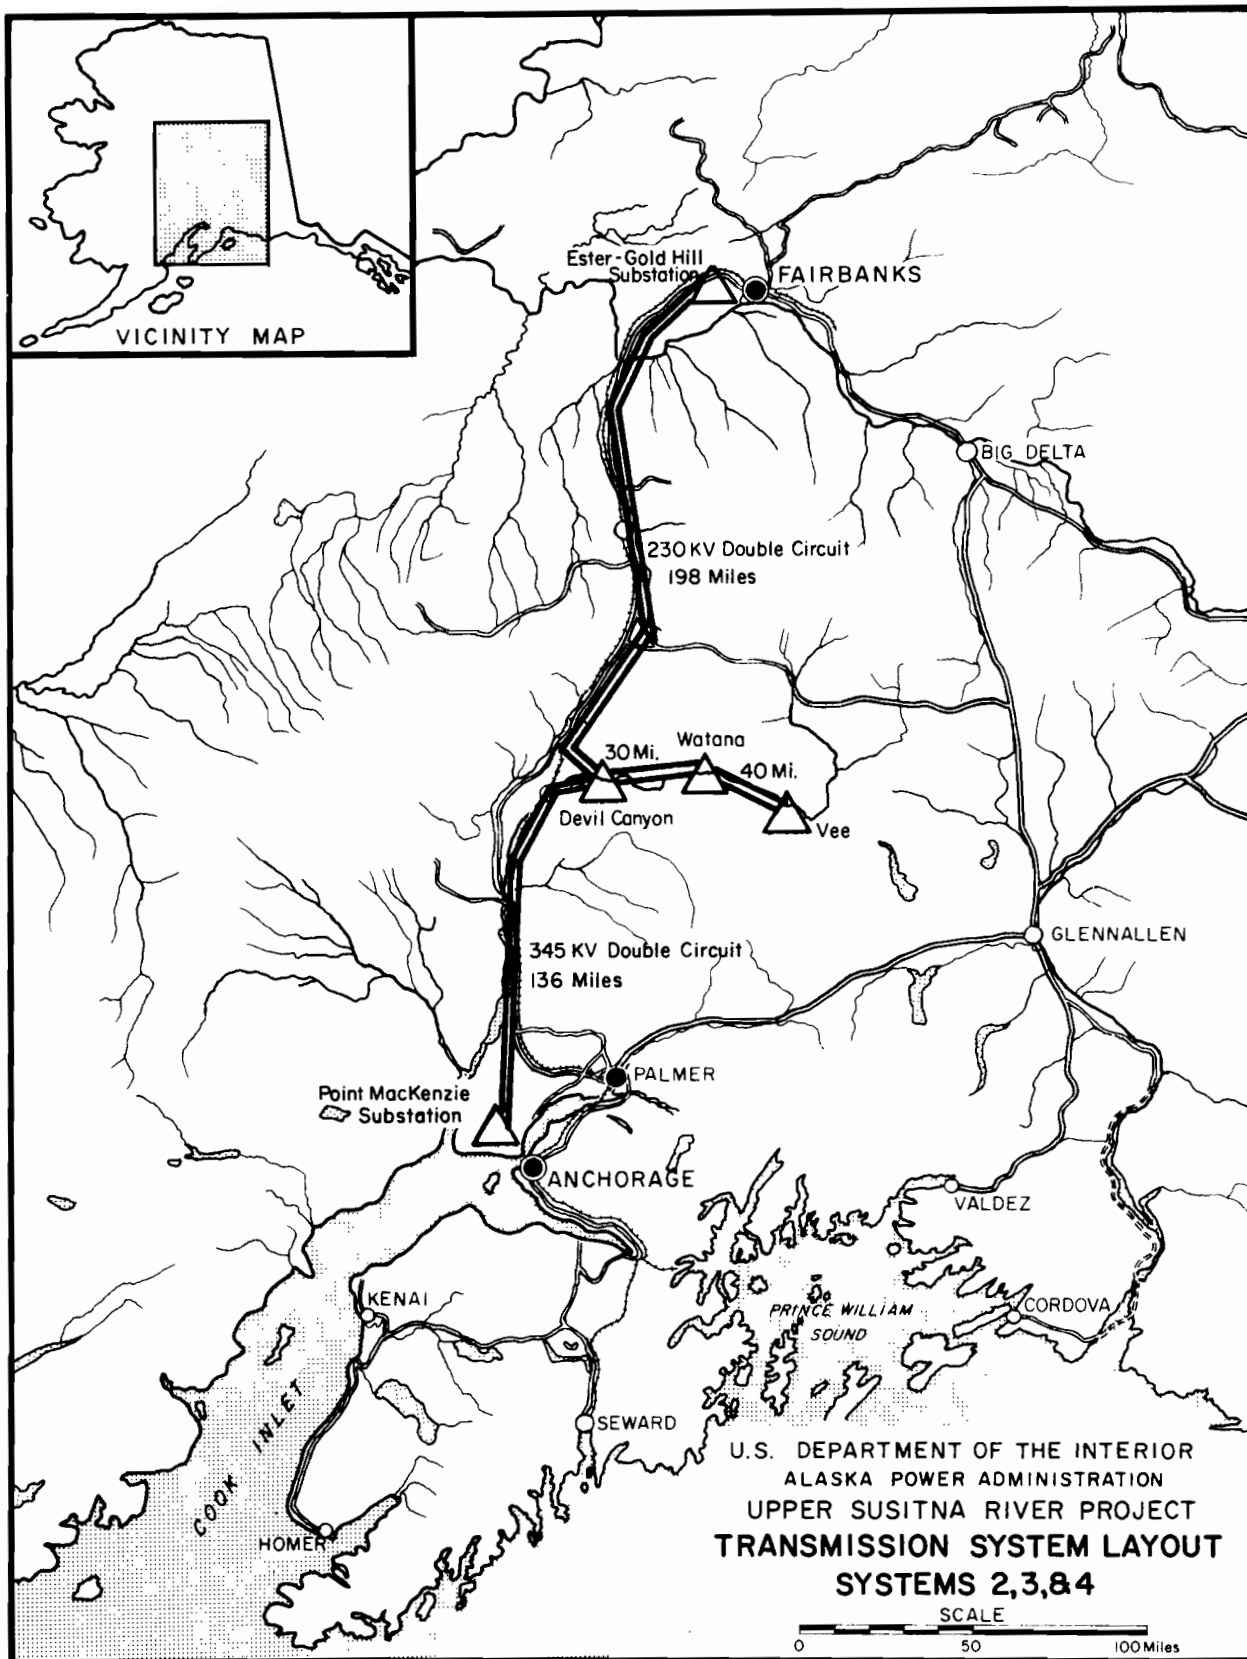 VICINITY MAP
Ester-Gold Hill
Substation
FAIRBANKS
BIG DELTA
230 KV Double Circuit
198 Miles
30 Mi.
Watana
40 Mi.
Devil Canyon
Vee
GLENNALLEN
345 KV Double Circuit
136 Miles
PALMER
Point MacKenzie
Substation
ANCHORAGE
VALDEZ
KENAI
PRINCE WILLIAM
SOUND
CORDOVA
COOK INLET
SEWARD
HOMER
U.S. DEPARTMENT OF THE INTERIOR
ALASKA POWER ADMINISTRATION
UPPER SUSITNA RIVER PROJECT
TRANSMISSION SYSTEM LAYOUT
SYSTEMS 2,3,&4
SCALE
0 50 100 Miles